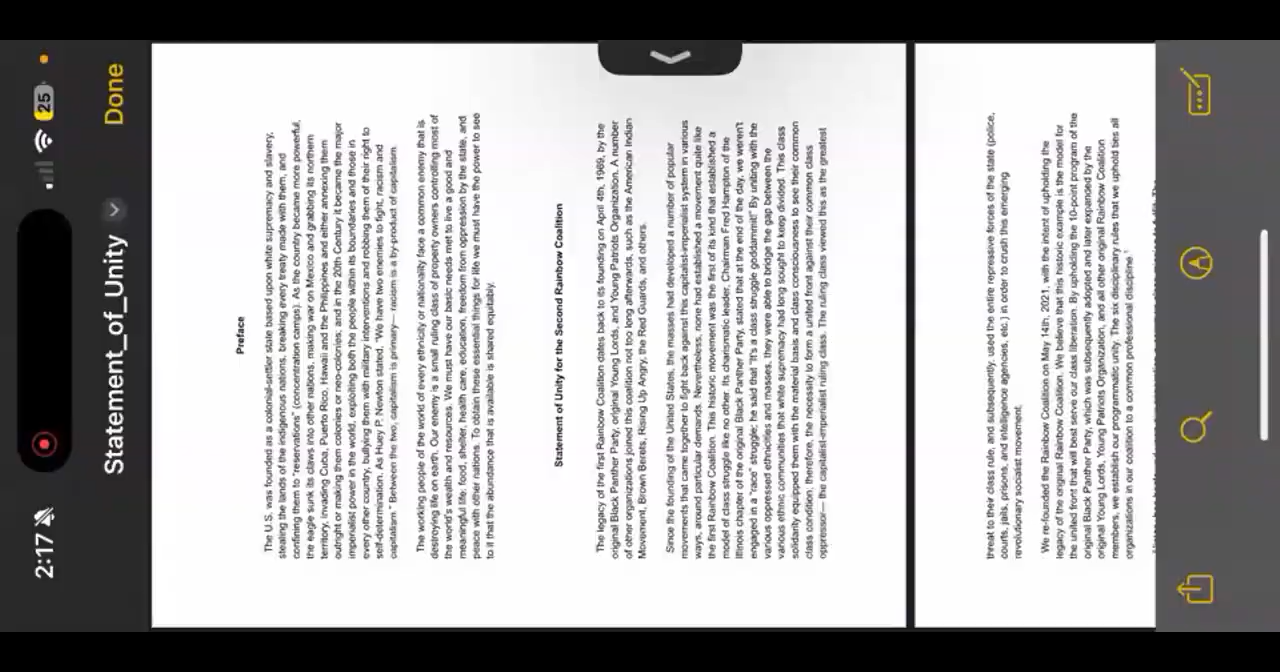 2:17
25
Statement_of_Unity
Done
Preface
The U.S. was founded as a colonial-settler state based upon white supremacy and slavery,
stealing the lands of the indigenous nations, breaking every treaty made with them, and
confining them to "reservations" (concentration camps). As the country became more powerful,
the eagle sunk its claws into other nations, making war on Mexico and grabbing its northern
territory, invading Cuba, Puerto Rico, Hawaii and the Philippines and either annexing them
outright or making them colonies or neo-colonies; and in the 20th Century it became the major
imperialist power in the world, exploiting both the people within its boundaries and those in
every other country, bullying them with military interventions and robbing them of their right to
self-determination. As Huey P. Newton stated, "We have two enemies to fight, racism and
capitalism." Between the two, capitalism is primary— racism is a by-product of capitalism.
The working people of the world of every ethnicity or nationality face a common enemy that is
destroying life on earth. Our enemy is a small ruling class of property owners controlling most of
the world's wealth and resources. We must have our basic needs met to live a good and
meaningful life; food, shelter, health care, education, freedom from oppression by the state, and
peace with other nations. To obtain these essential things for life we must have the power to see
to it that the abundance that is available is shared equitably.
Statement of Unity for the Second Rainbow Coalition
The legacy of the first Rainbow Coalition dates back to its founding on April 4th, 1969, by the
original Black Panther Party, original Young Lords, and Young Patriots Organization. A number
of other organizations joined this coalition not too long afterwards, such as the American Indian
Movement, Brown Berets, Rising Up Angry, the Red Guards, and others.
Since the founding of the United States, the masses had developed a number of popular
movements that came together to fight back against this capitalist-imperialist system in various
ways, around particular demands. Nevertheless, none had established a movement quite like
the first Rainbow Coalition. This historic movement was the first of its kind that established a
model of class struggle like no other. Its charismatic leader, Chairman Fred Hampton of the
Illinois chapter of the original Black Panther Party, stated that at the end of the day, we weren't
engaged in a "race" struggle; he said that "It's a class struggle goddammit!" By uniting with the
various oppressed ethnicities and masses, they were able to bridge the gap between the
various ethnic communities that white supremacy had long sought to keep divided. This class
solidarity equipped them with the material basis and class consciousness to see their common
class condition; therefore, the necessity to form a united front against their common class
oppressor— the capitalist-imperialist ruling class. The ruling class viewed this as the greatest
threat to their class rule, and subsequently, used the entire repressive forces of the state (police,
courts, jails, prisons, and intelligence agencies, etc.) in order to crush this emerging
revolutionary socialist movement.
We re-founded the Rainbow Coalition on May 14th, 2021, with the intent of upholding the
legacy of the original Rainbow Coalition. We believe that this historic example is the model for
the united front that will best serve our class liberation. By upholding the 10-point program of the
original Black Panther Party, which was subsequently adopted and later expanded by the
original Young Lords, Young Patriots Organization, and all other original Rainbow Coalition
members, we establish our programmatic unity. The six disciplinary rules that we uphold ties all
organizations in our coalition to a common professional discipline.¹